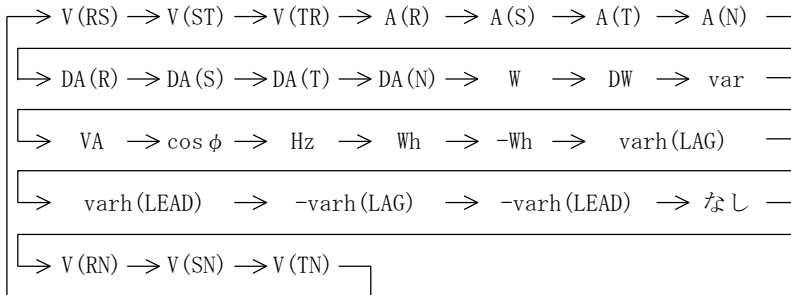 V(RS) → V(ST) → V(TR) → A(R) → A(S) → A(T) → A(N)
DA(R) → DA(S) → DA(T) → DA(N) → W → DW → var
VA → cosφ → Hz → Wh → -Wh → varh(LAG)
varh(LEAD) → -varh(LAG) → -varh(LEAD) → なし
V(RN) → V(SN) → V(TN)